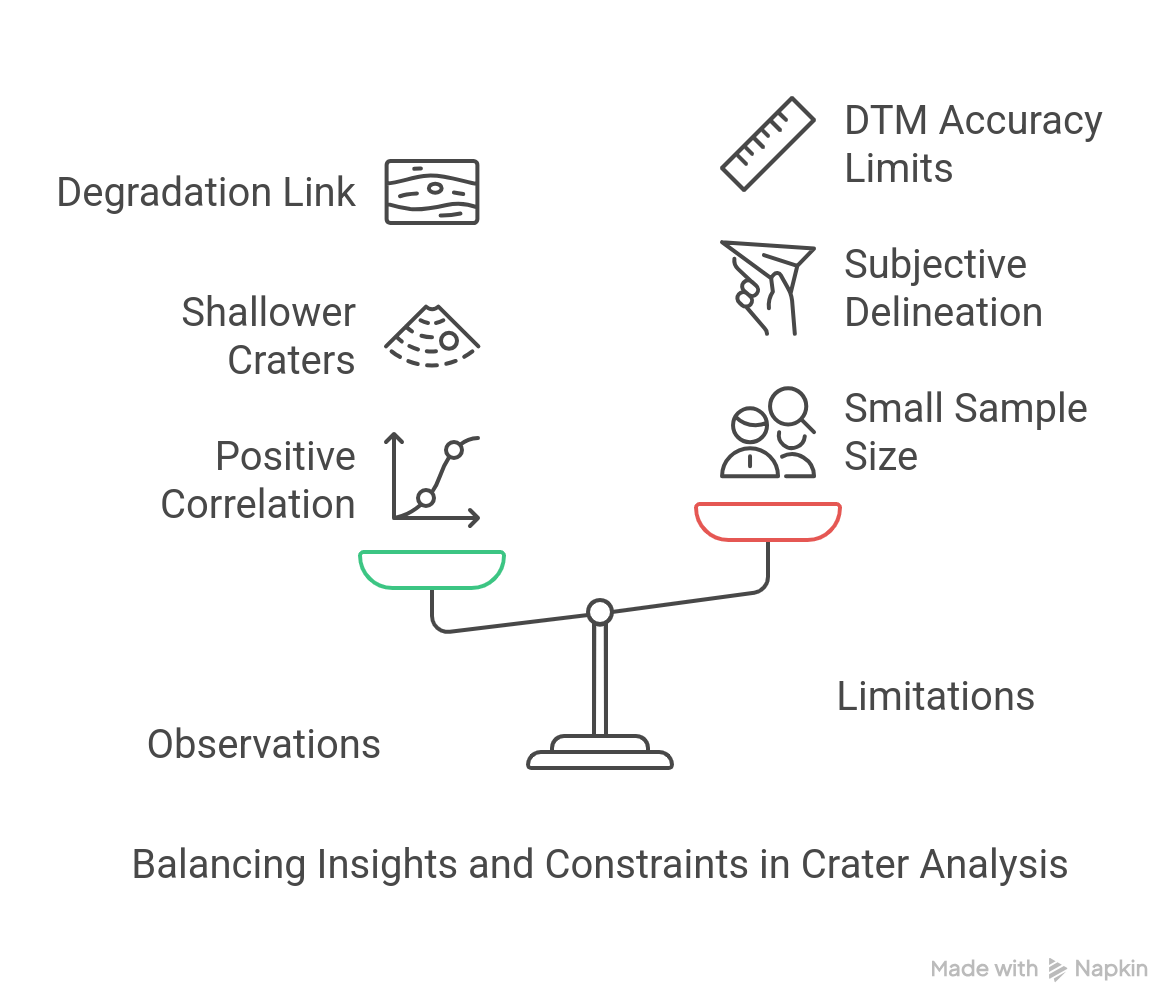 Degradation Link
Shallower
Craters
Positive
Correlation
DTM Accuracy
Limits
Subjective
Delineation
Small Sample
Size
Observations
Limitations
Balancing Insights and Constraints in Crater Analysis
Made with Napkin